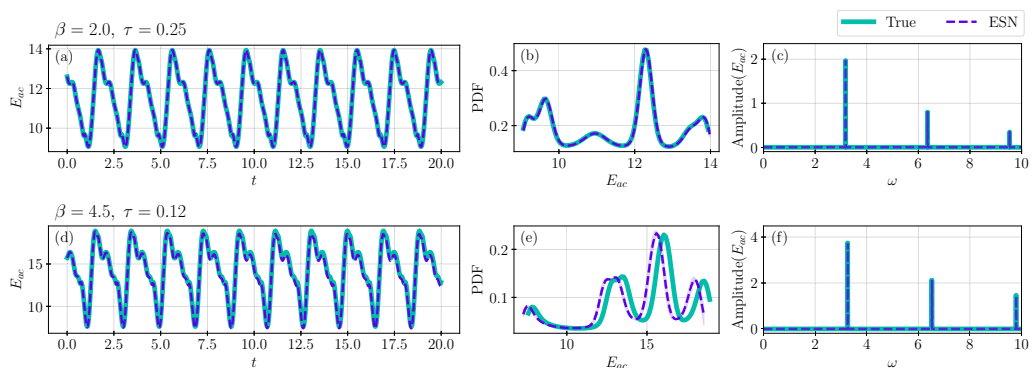 True ESN
β = 2.0, τ = 0.25
(a)
E_ac
14
12
10
0.0 2.5 5.0 7.5 10.0 12.5 15.0 17.5 20.0
t
(b)
PDF
0.4
0.2
10 12 14
E_ac
(c)
Amplitude(E_ac)
2
1
0
0 2 4 6 8 10
ω
β = 4.5, τ = 0.12
(d)
E_ac
15
10
0.0 2.5 5.0 7.5 10.0 12.5 15.0 17.5 20.0
t
(e)
PDF
0.2
0.1
10 15
E_ac
(f)
Amplitude(E_ac)
4
2
0
0 2 4 6 8 10
ω